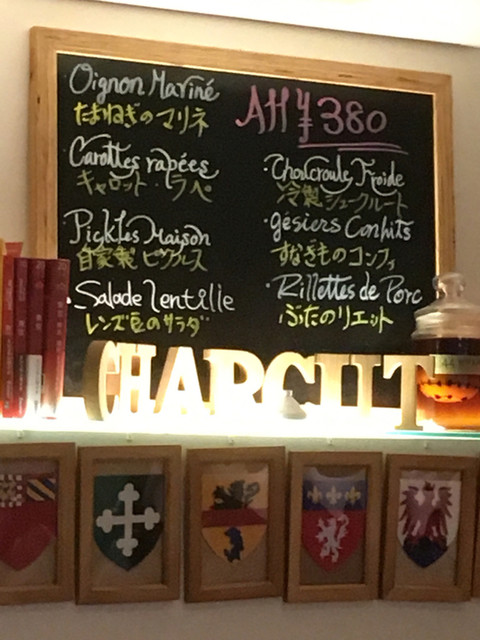 Oignon Mariné
たまねぎのマリネ
All ¥380
Carottes rapées
キャロット・ラペ
・Choucroute Froide
冷製シュークルート
Pickles Maison
自家製ピクルス
・gésiers Confits
すなぎものコンフィ
・Salade lentille
レンズ豆のサラダ
・Rillettes de Porc
ぶたのリエット
CHARCUT